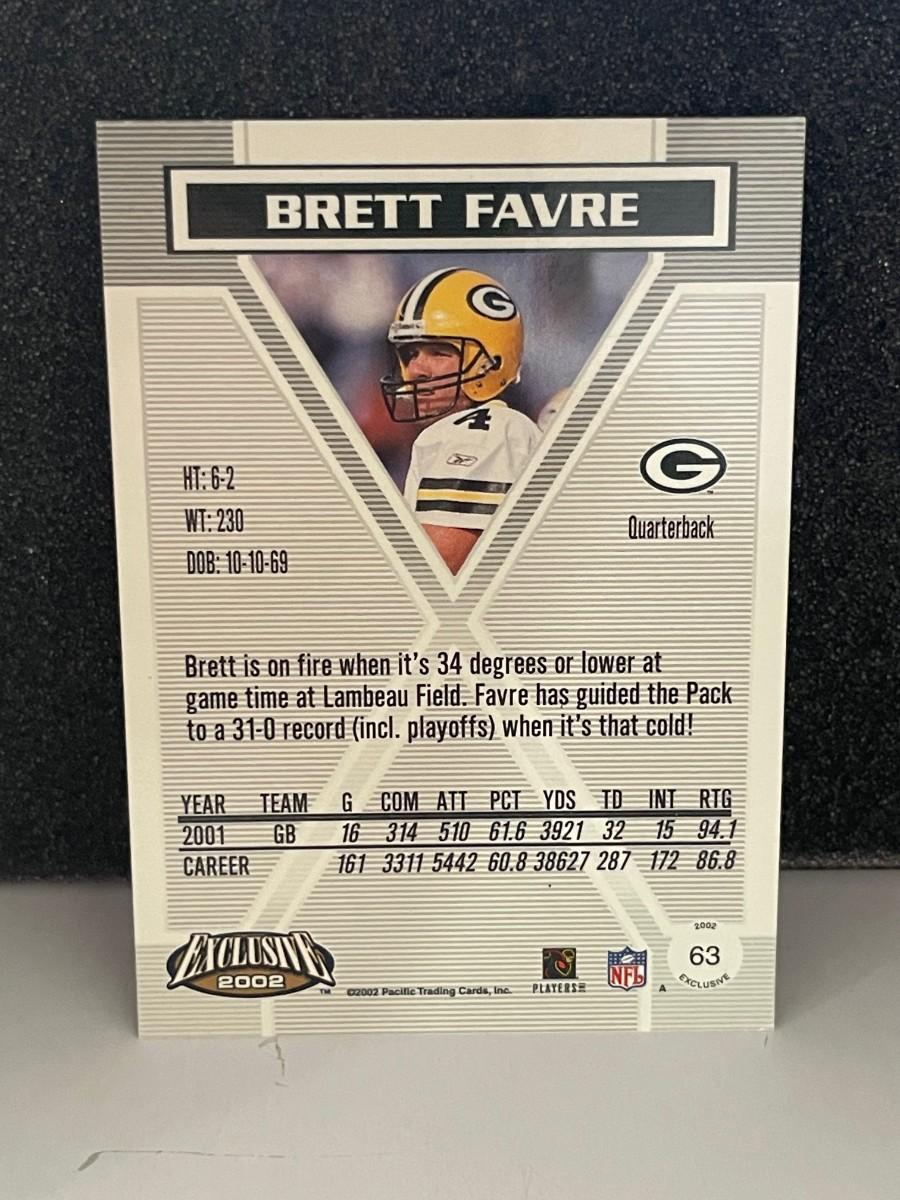 BRETT FAVRE
G
4
HT: 6-2
WT: 230
DOB: 10-10-69
G
Quarterback
Brett is on fire when it's 34 degrees or lower at
game time at Lambeau Field. Favre has guided the Pack
to a 31-0 record (incl. playoffs) when it's that cold!
YEAR TEAM G COM ATT PCT YDS TD INT RTG
2001 GB 16 314 510 61.6 3921 32 15 94.1
CAREER 161 3311 5442 60.8 38627 287 172 86.8
EXCLUSIVE
2002
™
©2002 Pacific Trading Cards, Inc.
PLAYERS
NFL
A
2002
63
EXCLUSIVE